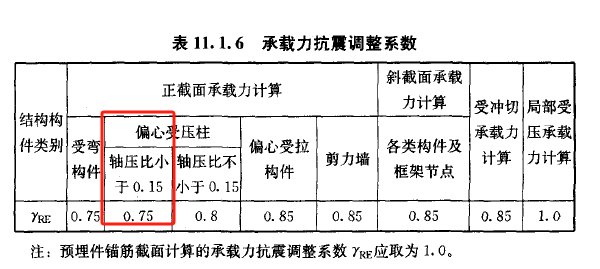 表 11.1.6 承载力抗震调整系数
结构构件类别
正截面承载力计算
斜截面承载力计算
受冲切承载力计算
局部受压承载力计算
受弯构件
偏心受压柱
偏心受拉构件
剪力墙
各类构件及框架节点
轴压比小于 0.15
轴压比不小于 0.15
γRE 0.75 0.75 0.8 0.85 0.85 0.85 0.85 1.0
注：预埋件锚筋截面计算的承载力抗震调整系数 γRE应取为 1.0。